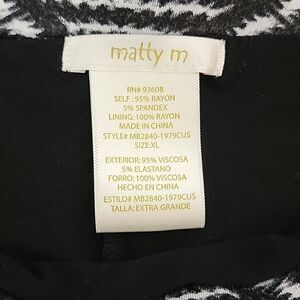 matty m
RN# 93608
SELF : 95% RAYON
5% SPANDEX
LINING: 100% RAYON
MADE IN CHINA
STYLE# MB2840-1979CUS
SIZE:XL
EXTERIOR: 95% VISCOSA
5% ELASTANO
FORRO: 100% VISCOSA
HECHO EN CHINA
ESTILO# MB2840-1979CUS
TALLA: EXTRA GRANDE